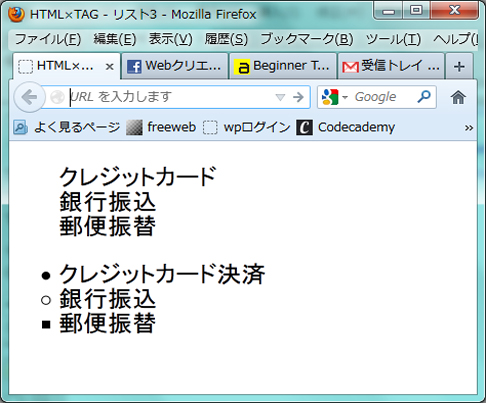 HTML×TAG - リスト3 - Mozilla Firefox
ファイル(F) 編集(E) 表示(V) 履歴(S) ブックマーク(B) ツール(T) ヘルプ(
HTML×... Webクリエ... Beginner T... 受信トレイ ...
URL を入力します Google
よく見るページ freeweb wpログイン Codecademy
クレジットカード
銀行振込
郵便振替
● クレジットカード決済
○ 銀行振込
■ 郵便振替